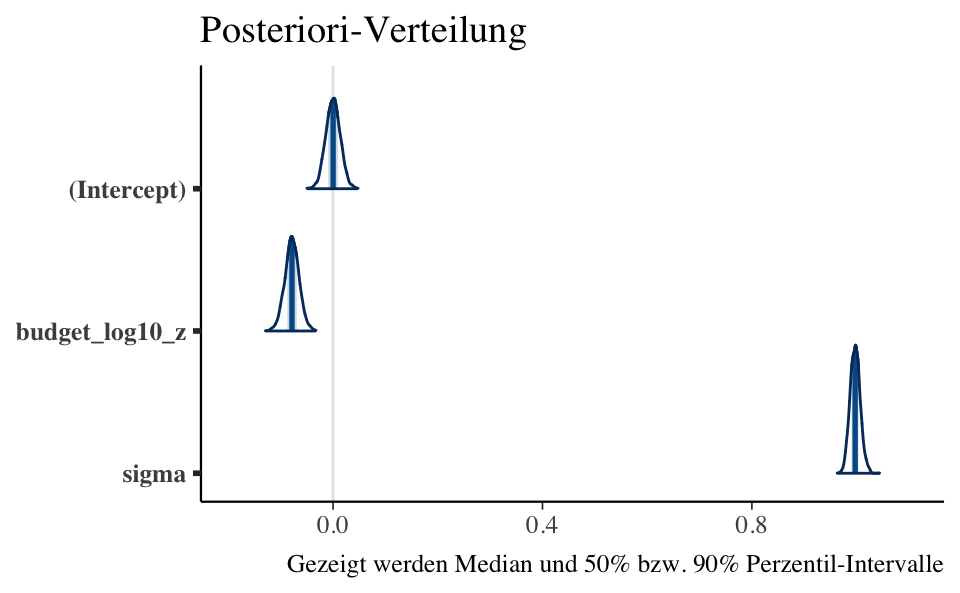 Posteriori-Verteilung
(Intercept)
budget_log10_z
sigma
0.0 0.4 0.8
Gezeigt werden Median und 50% bzw. 90% Perzentil-Intervalle